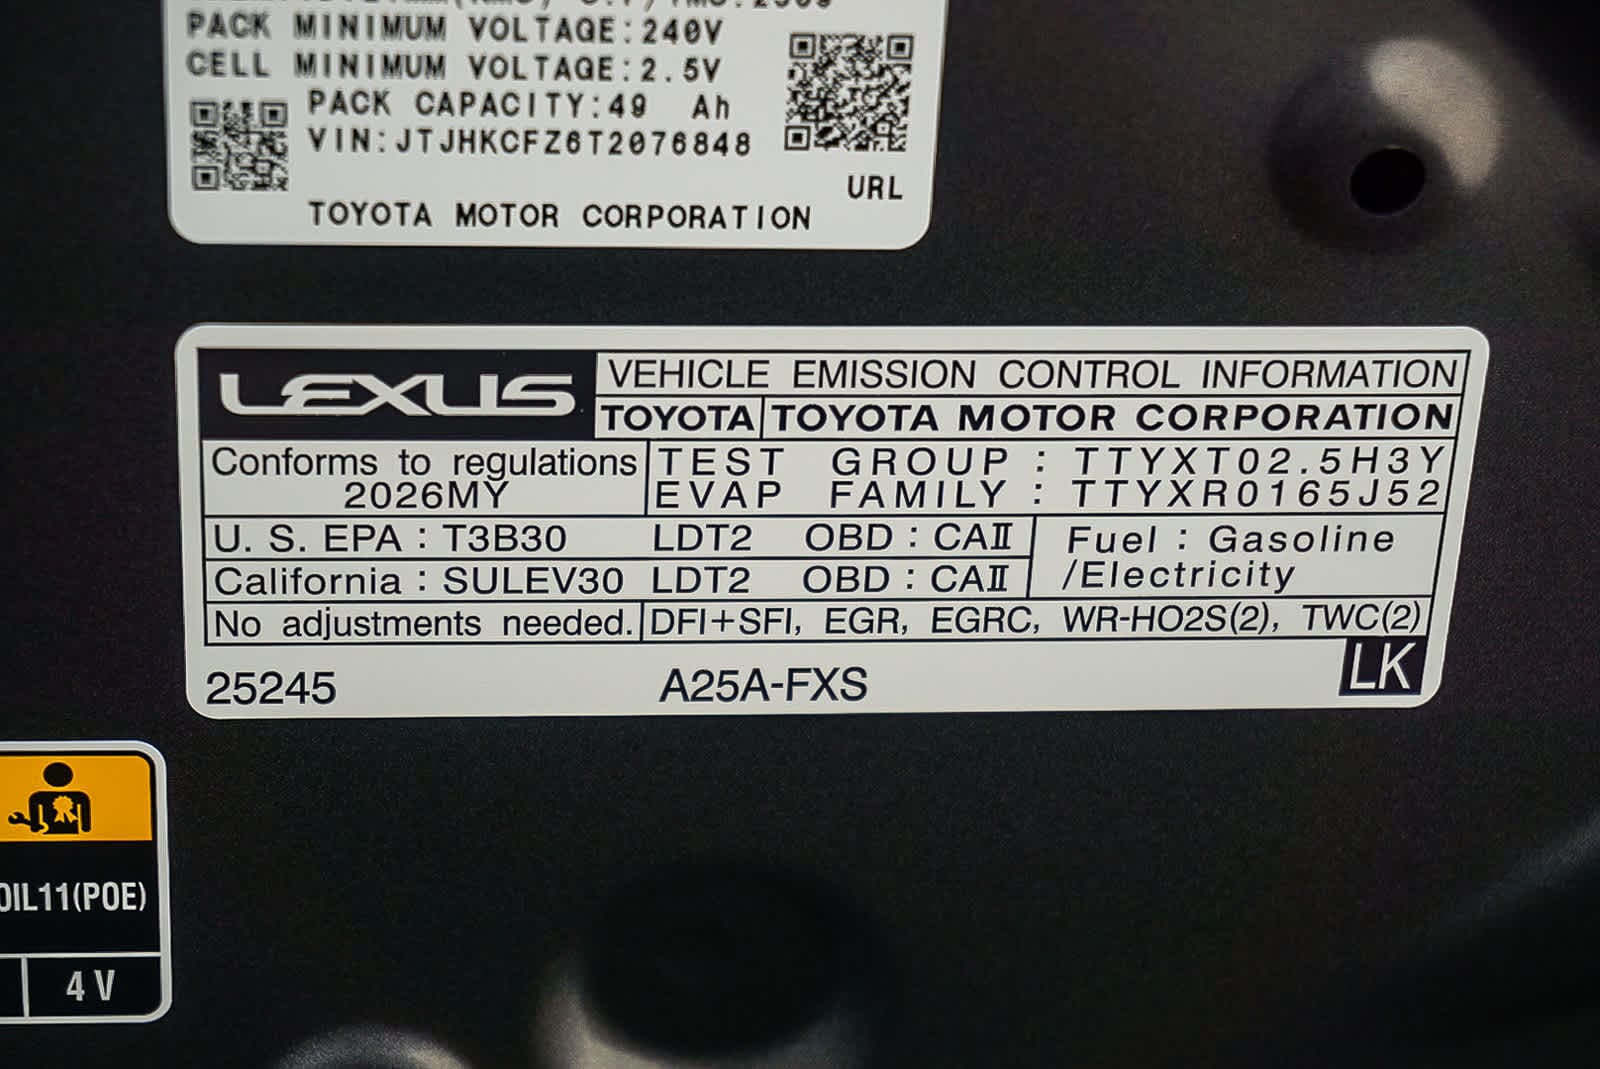 PACK MINIMUM VOLTAGE:240V
CELL MINIMUM VOLTAGE:2.5V
PACK CAPACITY:49 Ah
VIN:JTJHKCFZ6T2076848
URL
TOYOTA MOTOR CORPORATION
LEXUS
VEHICLE EMISSION CONTROL INFORMATION
TOYOTA TOYOTA MOTOR CORPORATION
Conforms to regulations
2026MY
TEST GROUP : TTYXT02.5H3Y
EVAP FAMILY : TTYXR0165J52
U. S. EPA : T3B30 LDT2 OBD : CAⅡ
California : SULEV30 LDT2 OBD : CAⅡ
Fuel : Gasoline
/Electricity
No adjustments needed. DFI+SFI, EGR, EGRC, WR-HO2S(2), TWC(2)
25245 A25A-FXS LK
OIL11(POE)
4 V